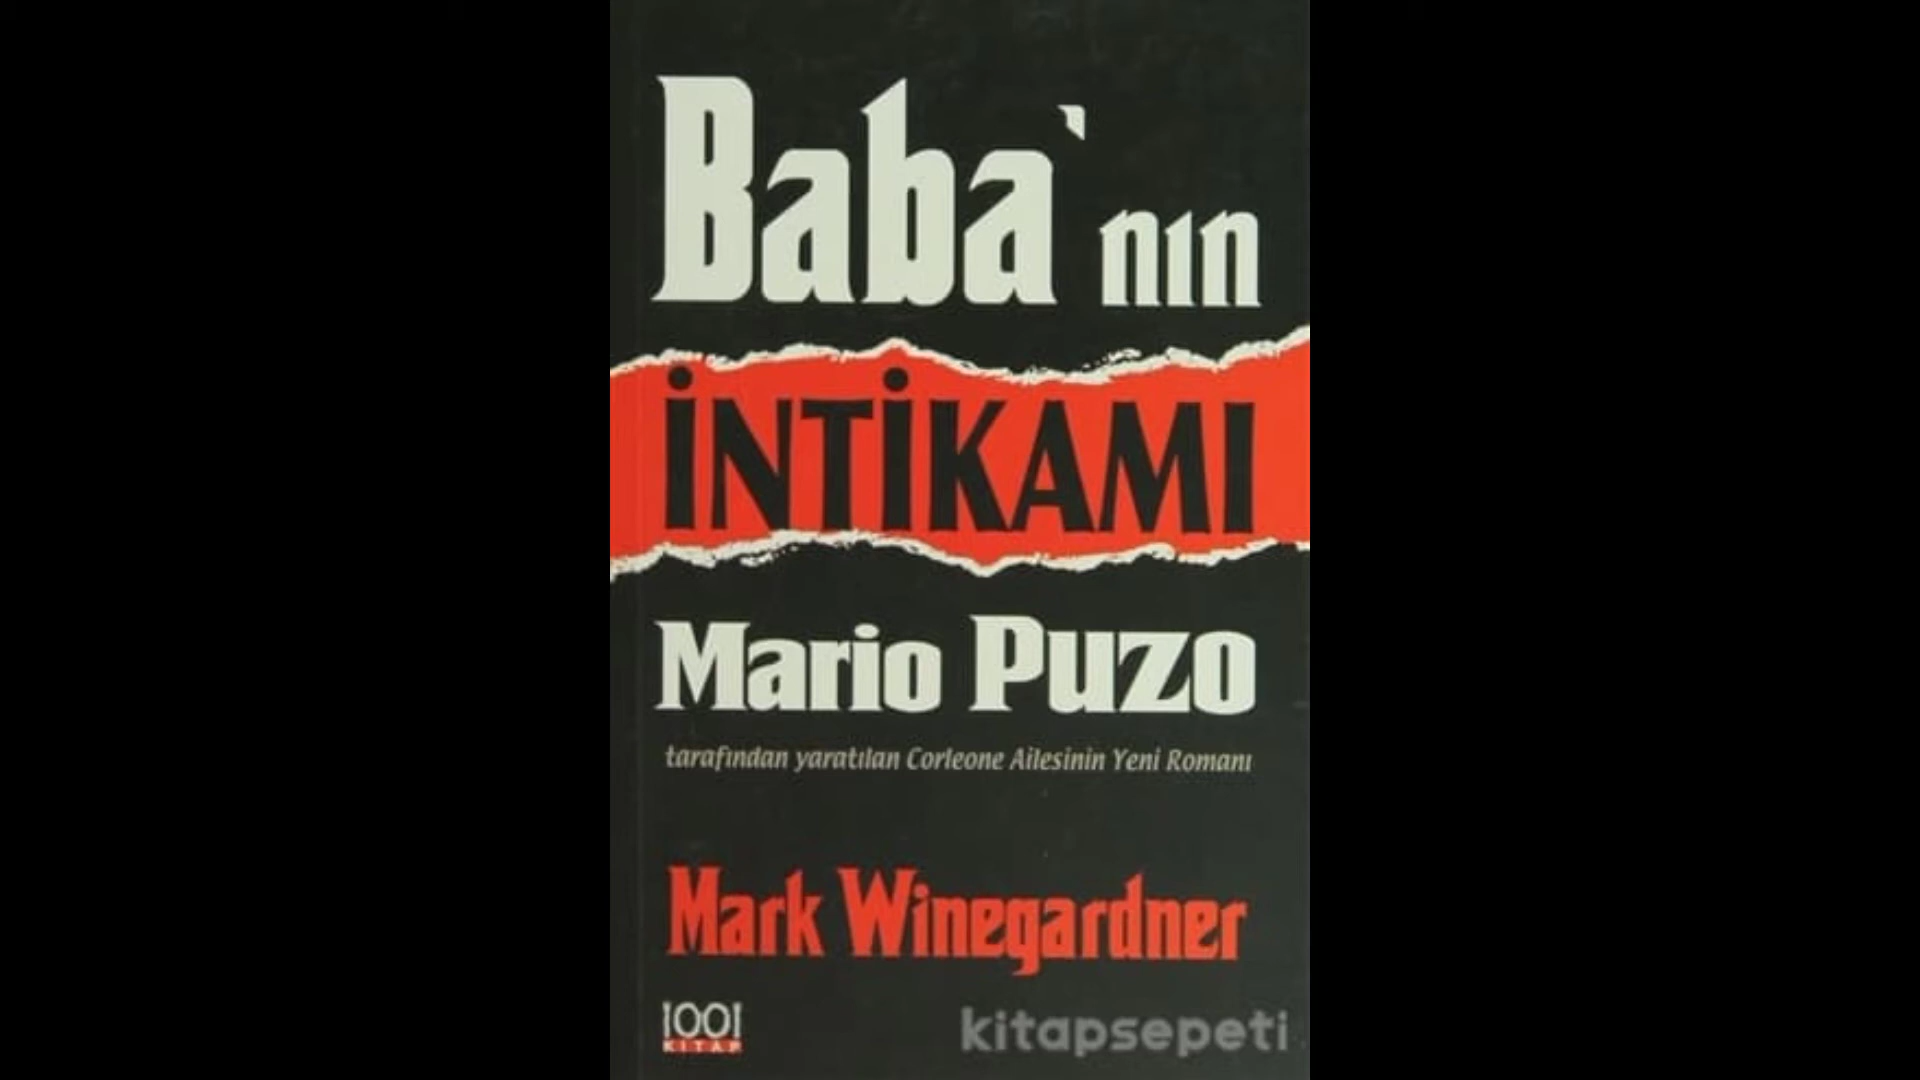 Baba`nın
İNTİKAMI
Mario Puzo
tarafından yaratılan Corleone Ailesinin Yeni Romanı
Mark Winegardner
1001
KİTAP
kitapsepeti